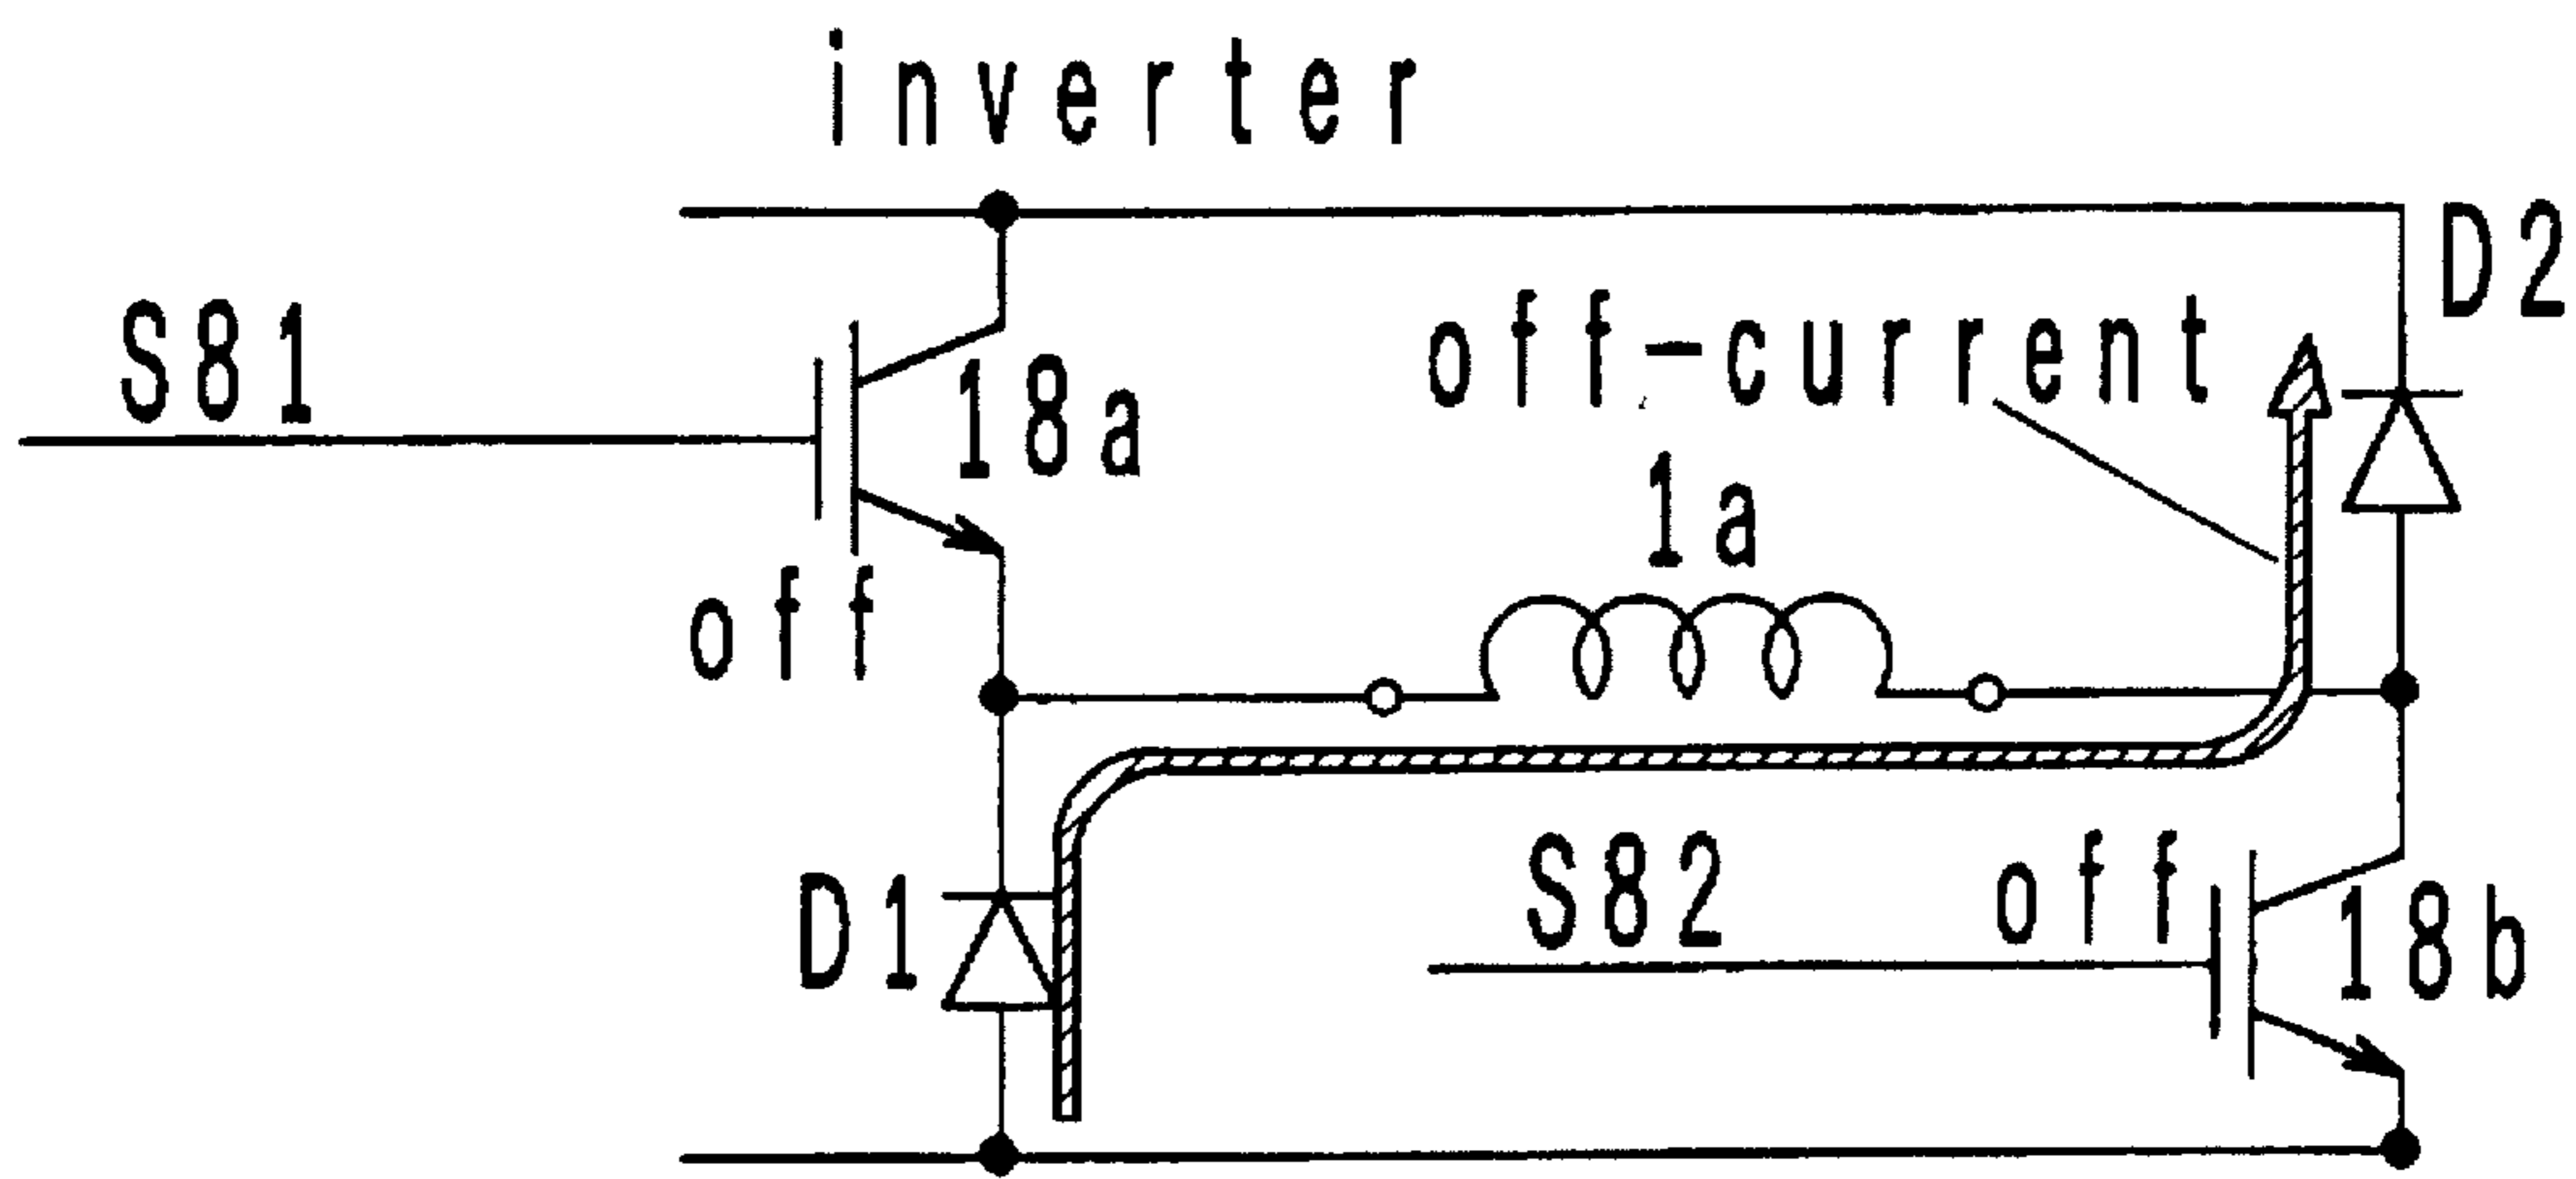 inverter
D2
S81
off-current
18a
1a
off
S82
off
D1
18b